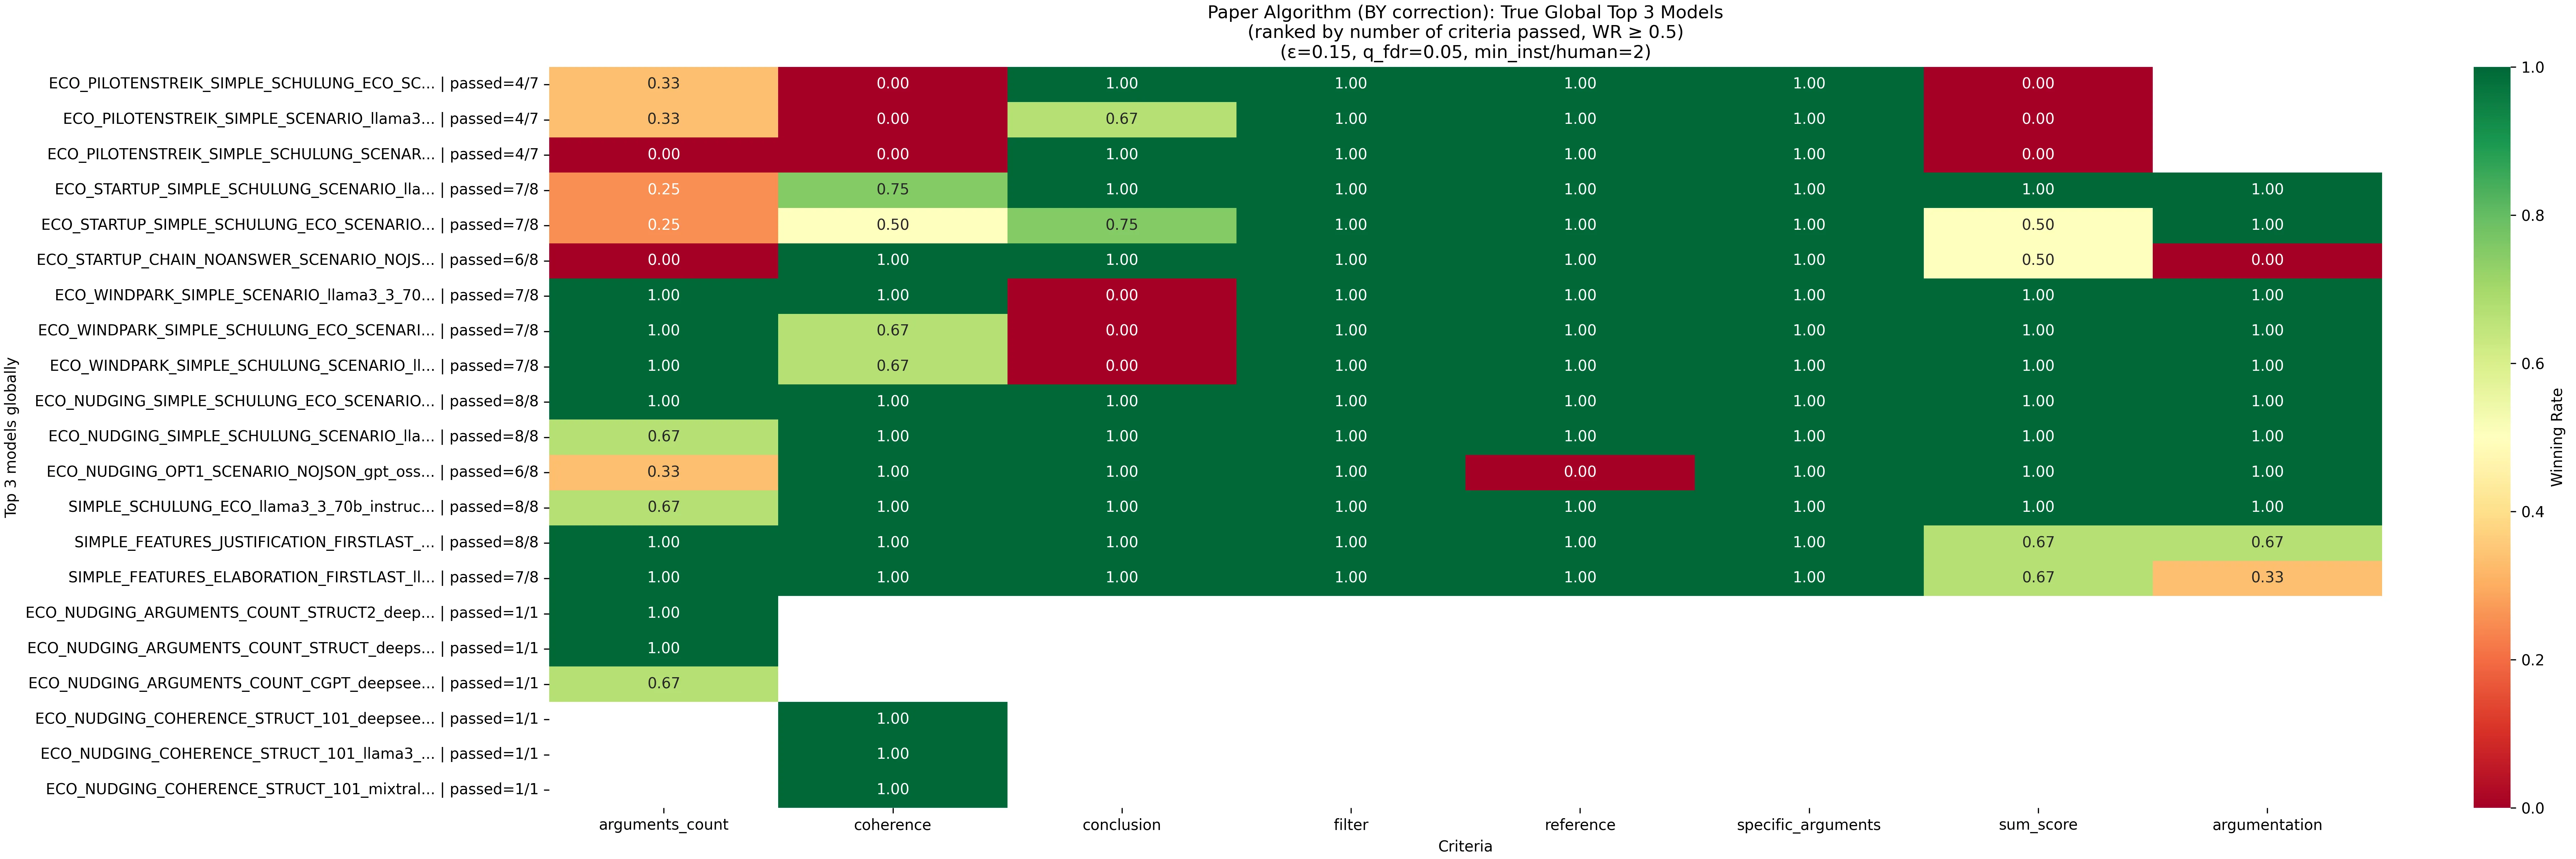 Paper Algorithm (BY correction): True Global Top 3 Models
(ranked by number of criteria passed, WR ≥ 0.5)
(ε=0.15, q_fdr=0.05, min_inst/human=2)
Top 3 models globally
ECO_PILOTENSTREIK_SIMPLE_SCHULUNG_ECO_SC... | passed=4/7 0.33 0.00 1.00 1.00 1.00 1.00 0.00
ECO_PILOTENSTREIK_SIMPLE_SCENARIO_llama3... | passed=4/7 0.33 0.00 0.67 1.00 1.00 1.00 0.00
ECO_PILOTENSTREIK_SIMPLE_SCHULUNG_SCENAR... | passed=4/7 0.00 0.00 1.00 1.00 1.00 1.00 0.00
ECO_STARTUP_SIMPLE_SCHULUNG_SCENARIO_lla... | passed=7/8 0.25 0.75 1.00 1.00 1.00 1.00 1.00 1.00
ECO_STARTUP_SIMPLE_SCHULUNG_ECO_SCENARIO... | passed=7/8 0.25 0.50 0.75 1.00 1.00 1.00 0.50 1.00
ECO_STARTUP_CHAIN_NOANSWER_SCENARIO_NOJS... | passed=6/8 0.00 1.00 1.00 1.00 1.00 1.00 0.50 0.00
ECO_WINDPARK_SIMPLE_SCENARIO_llama3_3_70... | passed=7/8 1.00 1.00 0.00 1.00 1.00 1.00 1.00 1.00
ECO_WINDPARK_SIMPLE_SCHULUNG_ECO_SCENARI... | passed=7/8 1.00 0.67 0.00 1.00 1.00 1.00 1.00 1.00
ECO_WINDPARK_SIMPLE_SCHULUNG_SCENARIO_ll... | passed=7/8 1.00 0.67 0.00 1.00 1.00 1.00 1.00 1.00
ECO_NUDGING_SIMPLE_SCHULUNG_ECO_SCENARIO... | passed=8/8 1.00 1.00 1.00 1.00 1.00 1.00 1.00 1.00
ECO_NUDGING_SIMPLE_SCHULUNG_SCENARIO_lla... | passed=8/8 0.67 1.00 1.00 1.00 1.00 1.00 1.00 1.00
ECO_NUDGING_OPT1_SCENARIO_NOJSON_gpt_oss... | passed=6/8 0.33 1.00 1.00 1.00 0.00 1.00 1.00 1.00
SIMPLE_SCHULUNG_ECO_llama3_3_70b_instruc... | passed=8/8 0.67 1.00 1.00 1.00 1.00 1.00 1.00 1.00
SIMPLE_FEATURES_JUSTIFICATION_FIRSTLAST_... | passed=8/8 1.00 1.00 1.00 1.00 1.00 1.00 0.67 0.67
SIMPLE_FEATURES_ELABORATION_FIRSTLAST_ll... | passed=7/8 1.00 1.00 1.00 1.00 1.00 1.00 0.67 0.33
ECO_NUDGING_ARGUMENTS_COUNT_STRUCT2_deep... | passed=1/1 1.00
ECO_NUDGING_ARGUMENTS_COUNT_STRUCT_deeps... | passed=1/1 1.00
ECO_NUDGING_ARGUMENTS_COUNT_CGPT_deepsee... | passed=1/1 0.67
ECO_NUDGING_COHERENCE_STRUCT_101_deepsee... | passed=1/1 1.00
ECO_NUDGING_COHERENCE_STRUCT_101_llama3_... | passed=1/1 1.00
ECO_NUDGING_COHERENCE_STRUCT_101_mixtral... | passed=1/1 1.00
arguments_count coherence conclusion filter reference specific_arguments sum_score argumentation
Criteria
1.0
0.8
0.6
0.4
0.2
0.0
Winning Rate